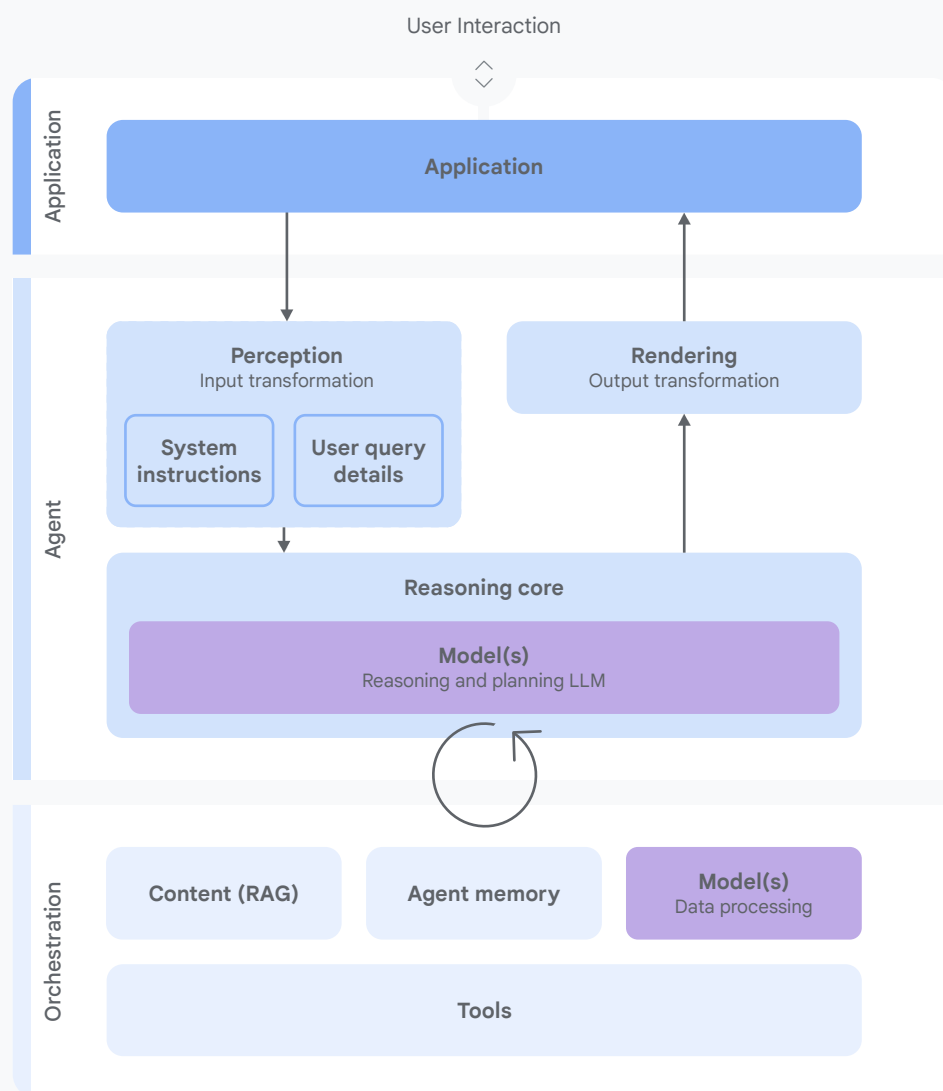 User Interaction
Application
Application
Agent
Perception
Input transformation
System
instructions
User query
details
Rendering
Output transformation
Reasoning core
Model(s)
Reasoning and planning LLM
Orchestration
Content (RAG)
Agent memory
Model(s)
Data processing
Tools